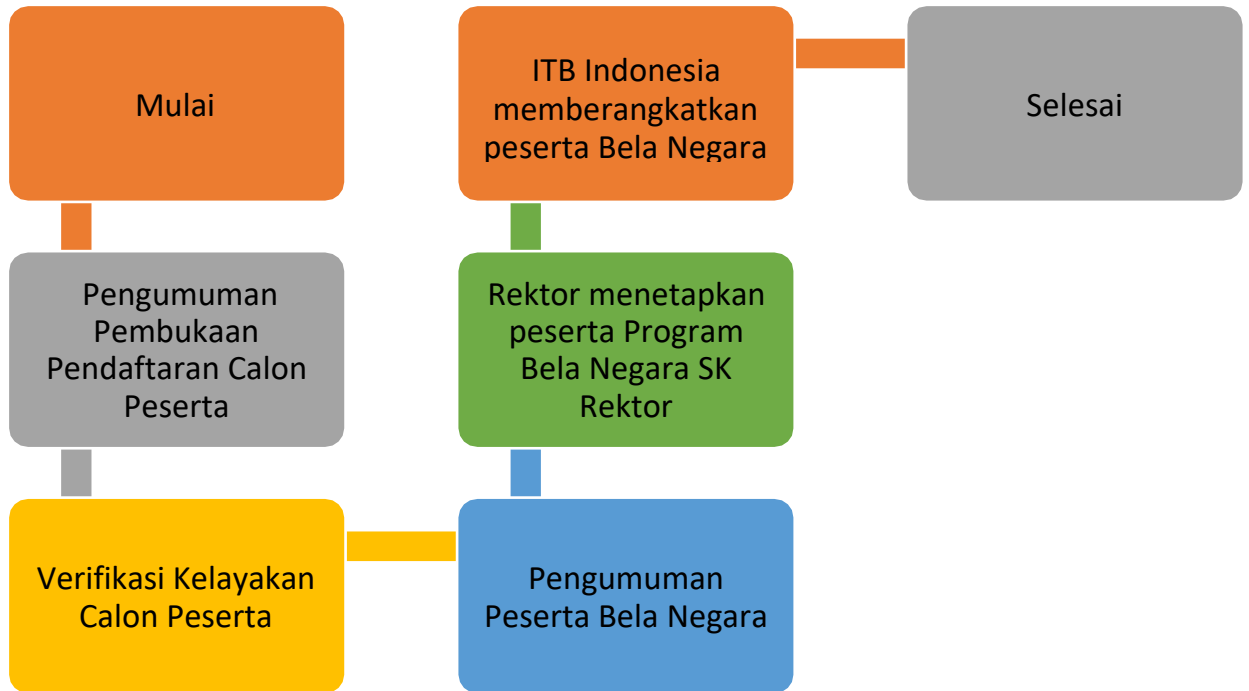 Mulai
Pengumuman
Pembukaan
Pendaftaran Calon
Peserta
Verifikasi Kelayakan
Calon Peserta
Pengumuman
Peserta Bela Negara
Rektor menetapkan
peserta Program
Bela Negara SK
Rektor
ITB Indonesia
memberangkatkan
peserta Bela Negara
Selesai